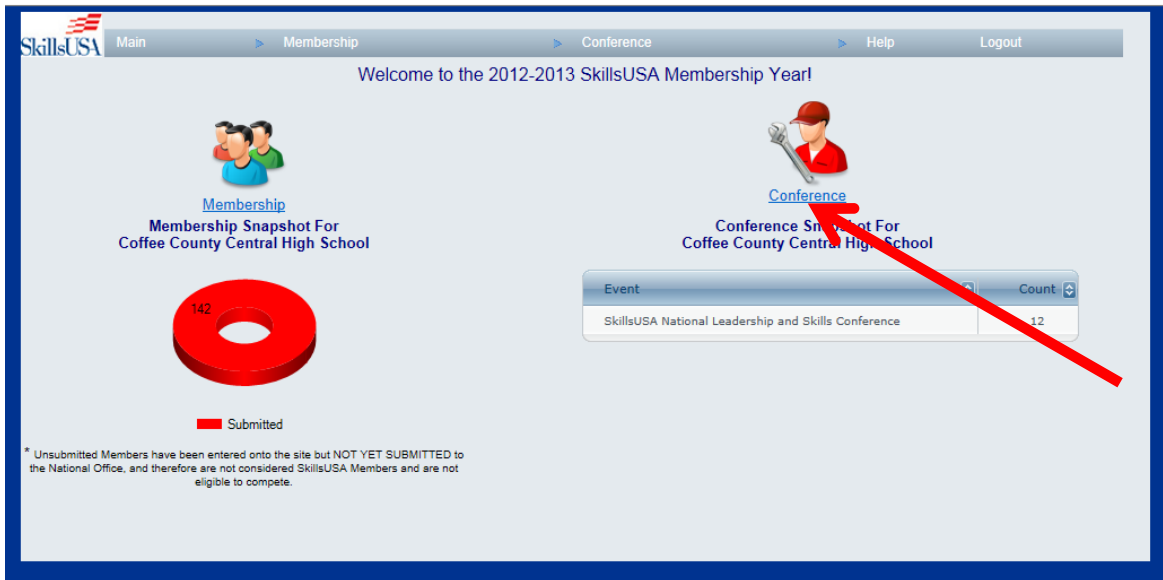 SkillsUSA
Main Membership Conference Help Logout
Welcome to the 2012-2013 SkillsUSA Membership Year!
Membership
Membership Snapshot For
Coffee County Central High School
142
Submitted
* Unsubmitted Members have been entered onto the site but NOT YET SUBMITTED to
the National Office, and therefore are not considered SkillsUSA Members and are not
eligible to compete.
Conference
Conference Snapshot For
Coffee County Central High School
Event Count
SkillsUSA National Leadership and Skills Conference 12